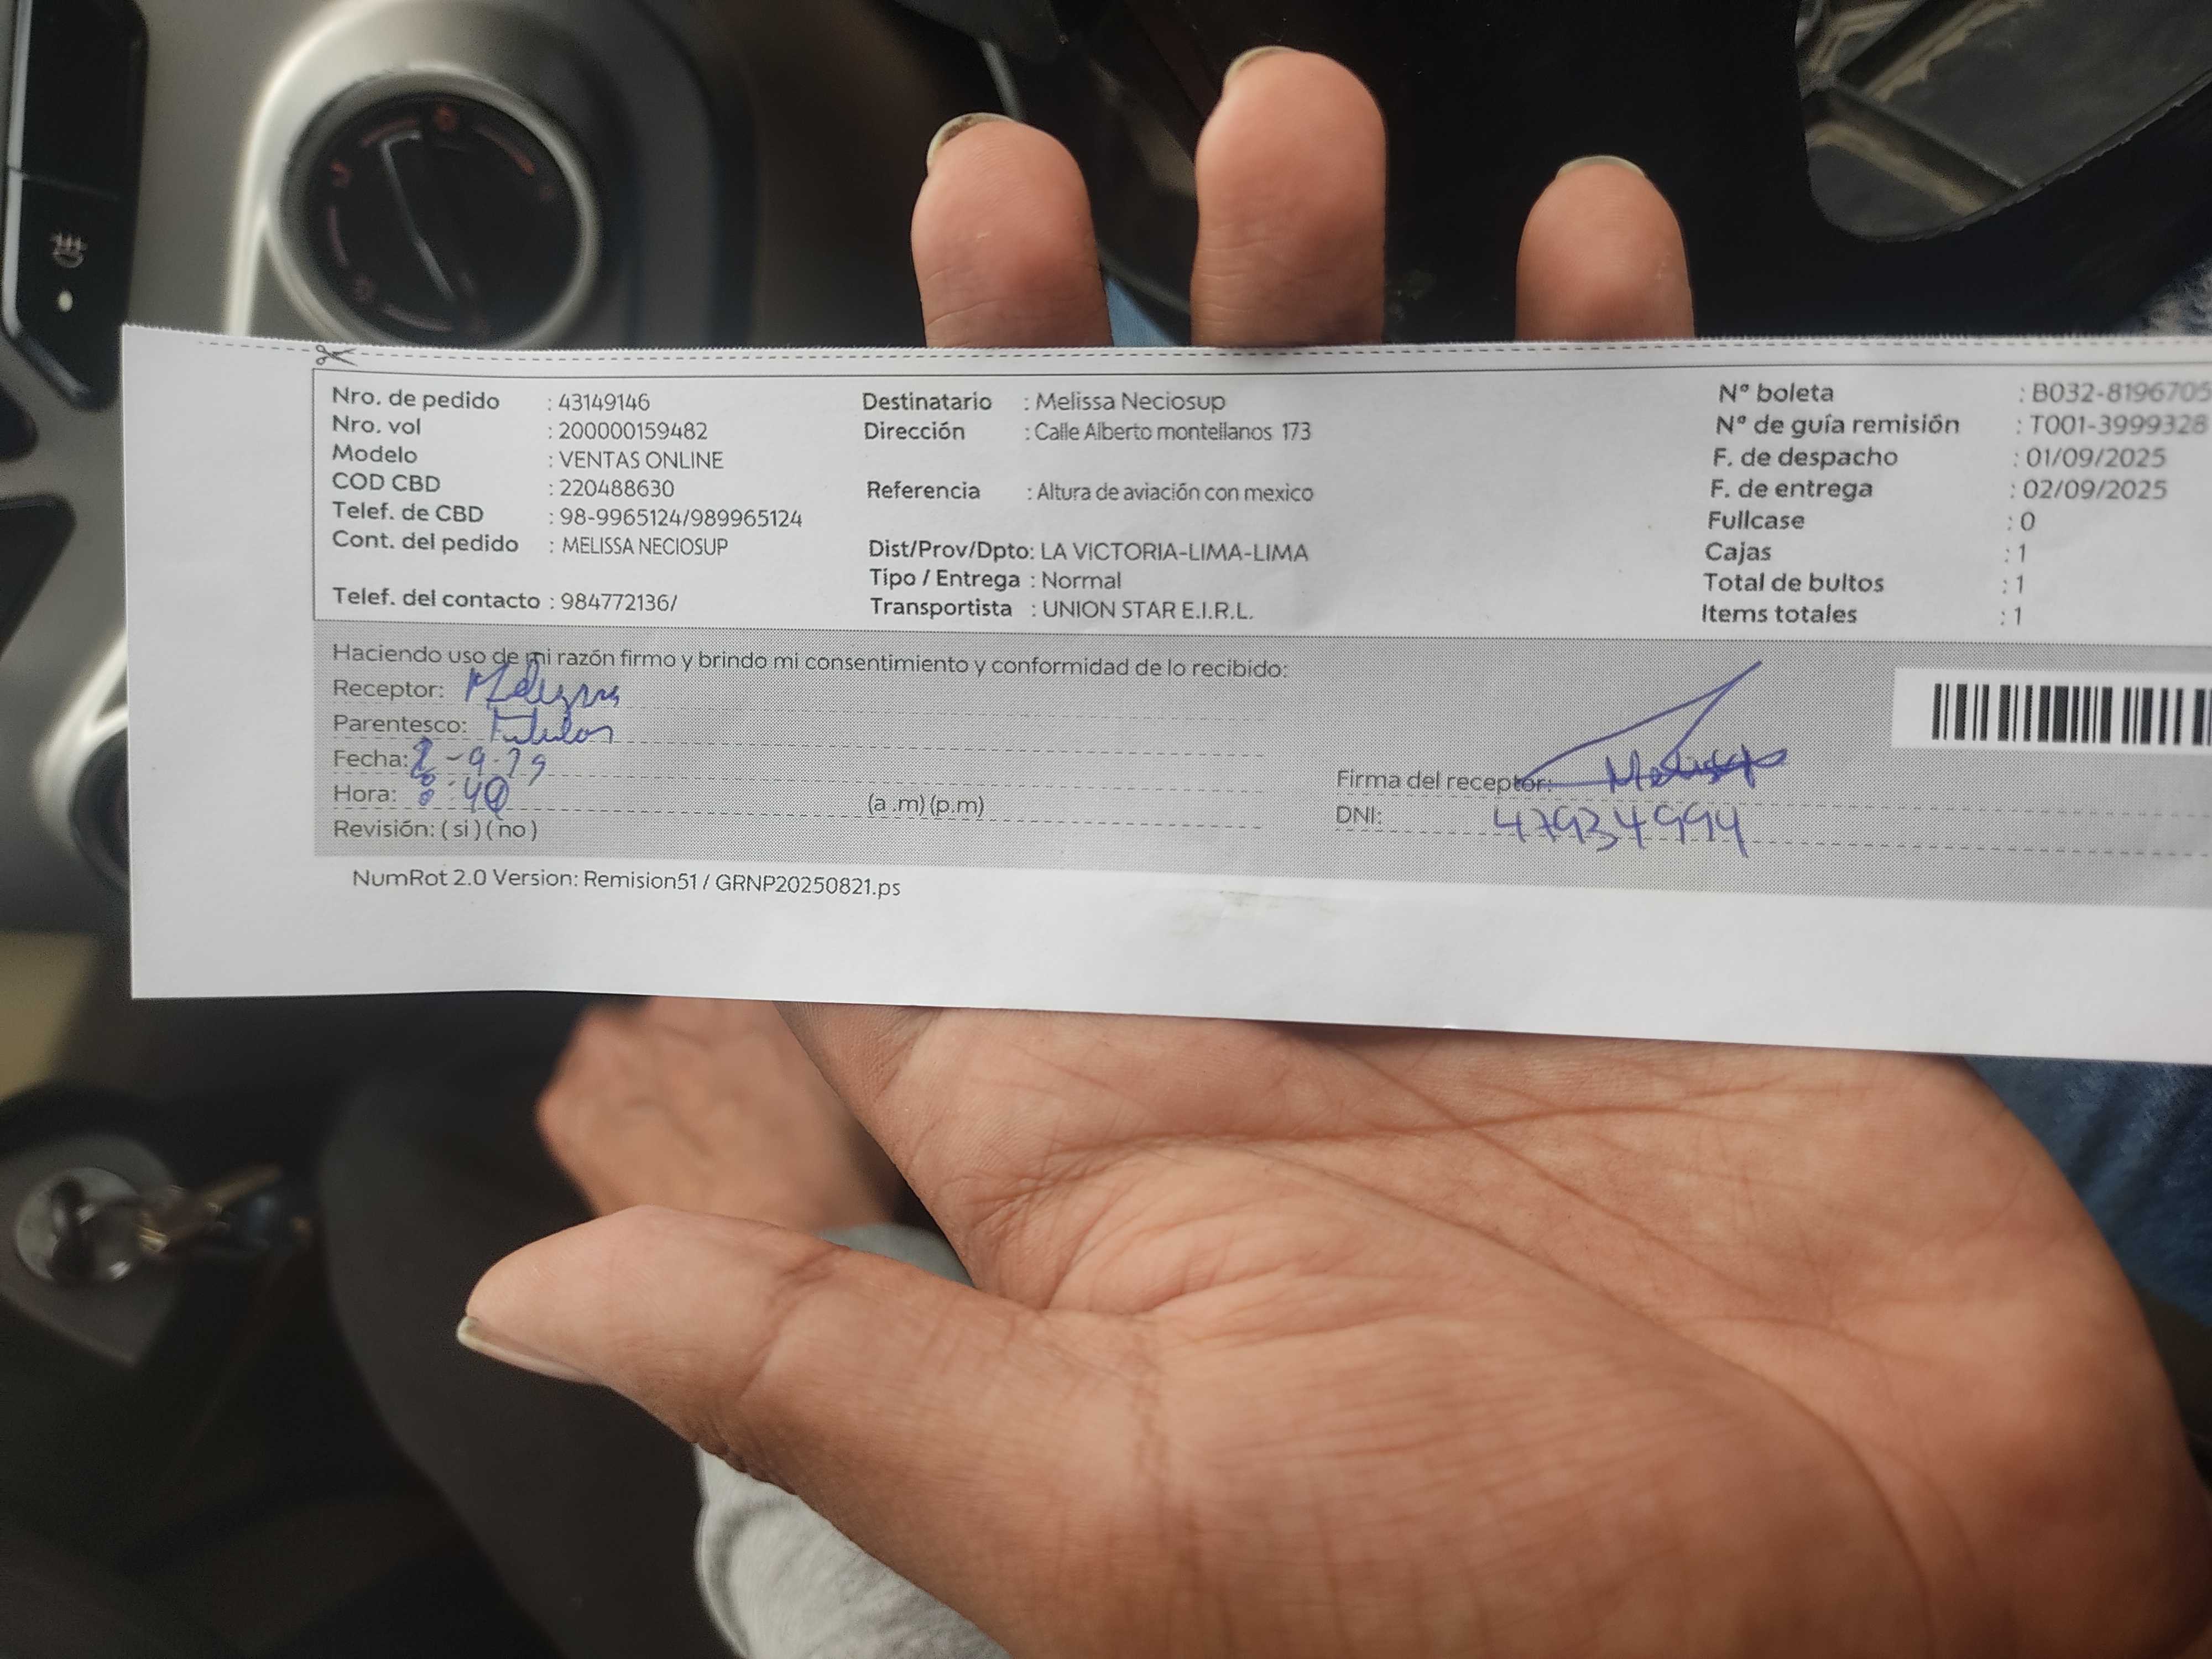 Nro. de pedido : 43149146
Nro. vol : 200000159482
Modelo : VENTAS ONLINE
COD CBD : 220488630
Telef. de CBD : 98-9965124/989965124
Cont. del pedido : MELISSA NECIOSUP
Telef. del contacto : 984772136/
Destinatario : Melissa Neciosup
Dirección : Calle Alberto montellanos 173
Referencia : Altura de aviación con mexico
Dist/Prov/Dpto: LA VICTORIA-LIMA-LIMA
Tipo / Entrega : Normal
Transportista : UNION STAR E.I.R.L.
Nº boleta : B032-8196705
Nº de guía remisión : T001-3999328
F. de despacho : 01/09/2025
F. de entrega : 02/09/2025
Fullcase : 0
Cajas : 1
Total de bultos : 1
Items totales : 1
Haciendo uso de mi razón firmo y brindo mi consentimiento y conformidad de lo recibido:
Receptor:
Parentesco:
Fecha:
Hora: (a .m) (p.m)
Revisión: ( si ) ( no )
Firma del receptor:
DNI: 47934994
NumRot 2.0 Version: Remision51 / GRNP20250821.ps